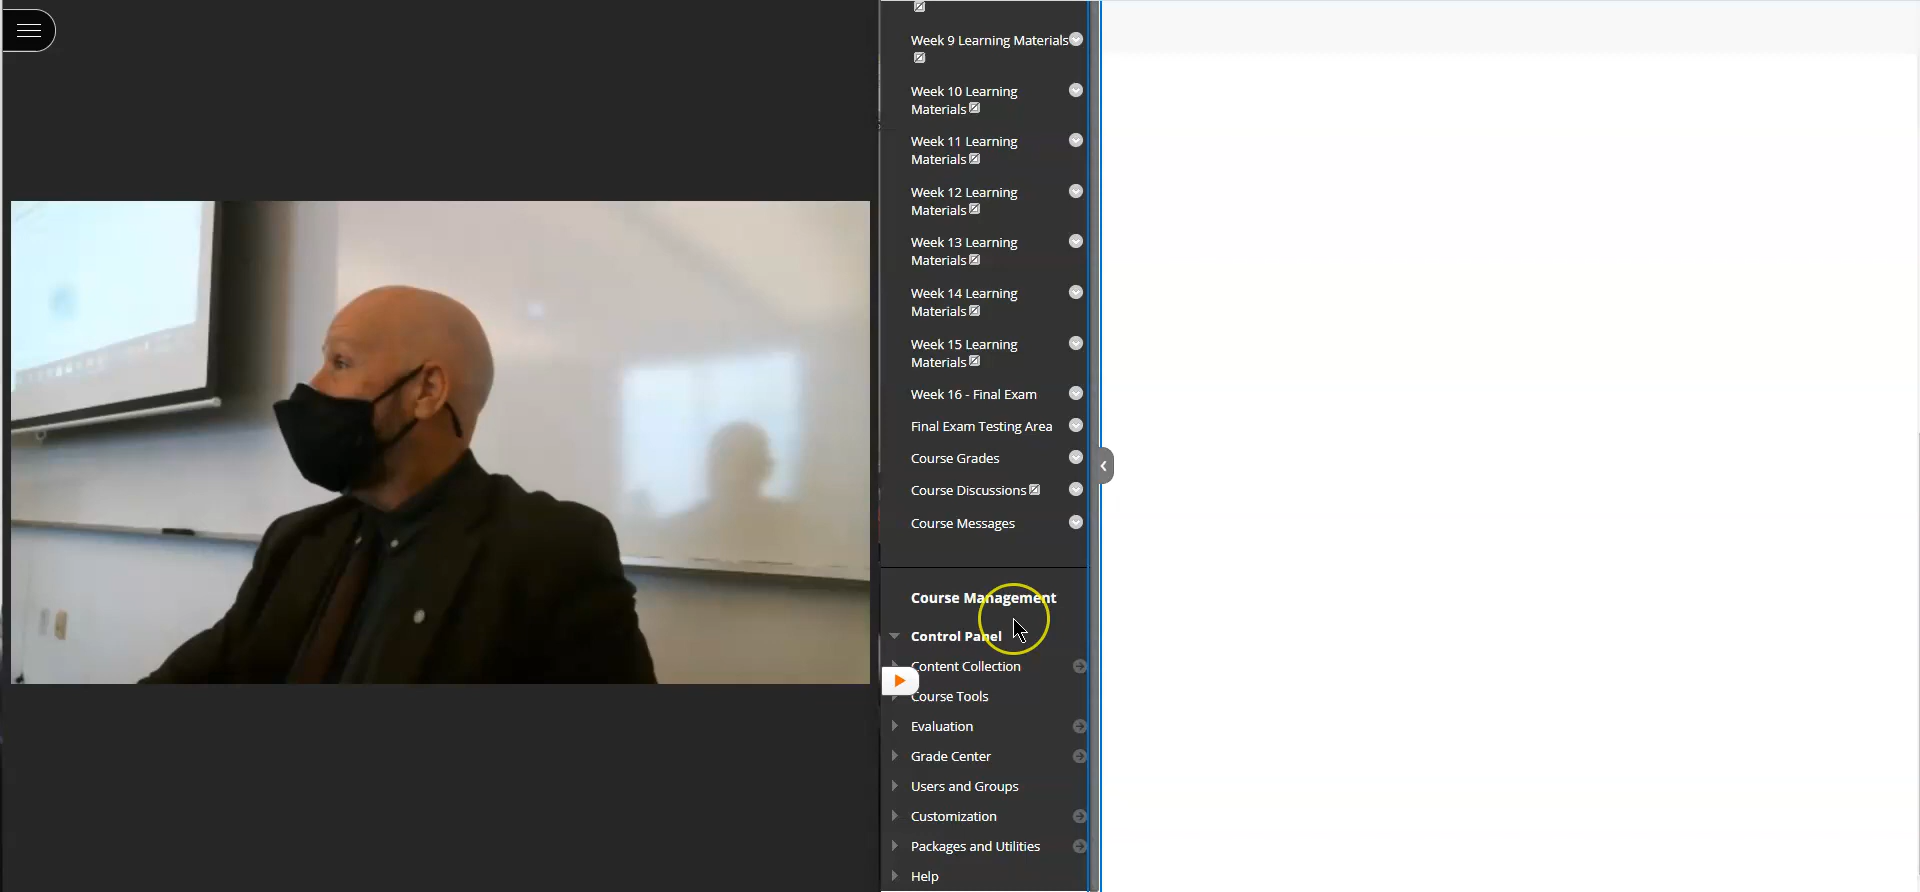 Week 9 Learning Materials
Week 10 Learning
Materials
Week 11 Learning
Materials
Week 12 Learning
Materials
Week 13 Learning
Materials
Week 14 Learning
Materials
Week 15 Learning
Materials
Week 16 - Final Exam
Final Exam Testing Area
Course Grades
Course Discussions
Course Messages
Course Management
Control Panel
Content Collection
Course Tools
Evaluation
Grade Center
Users and Groups
Customization
Packages and Utilities
Help